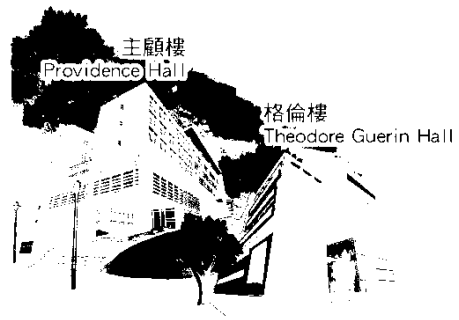 主顧樓
Providence Hall
格倫樓
Theodore Guerin Hall